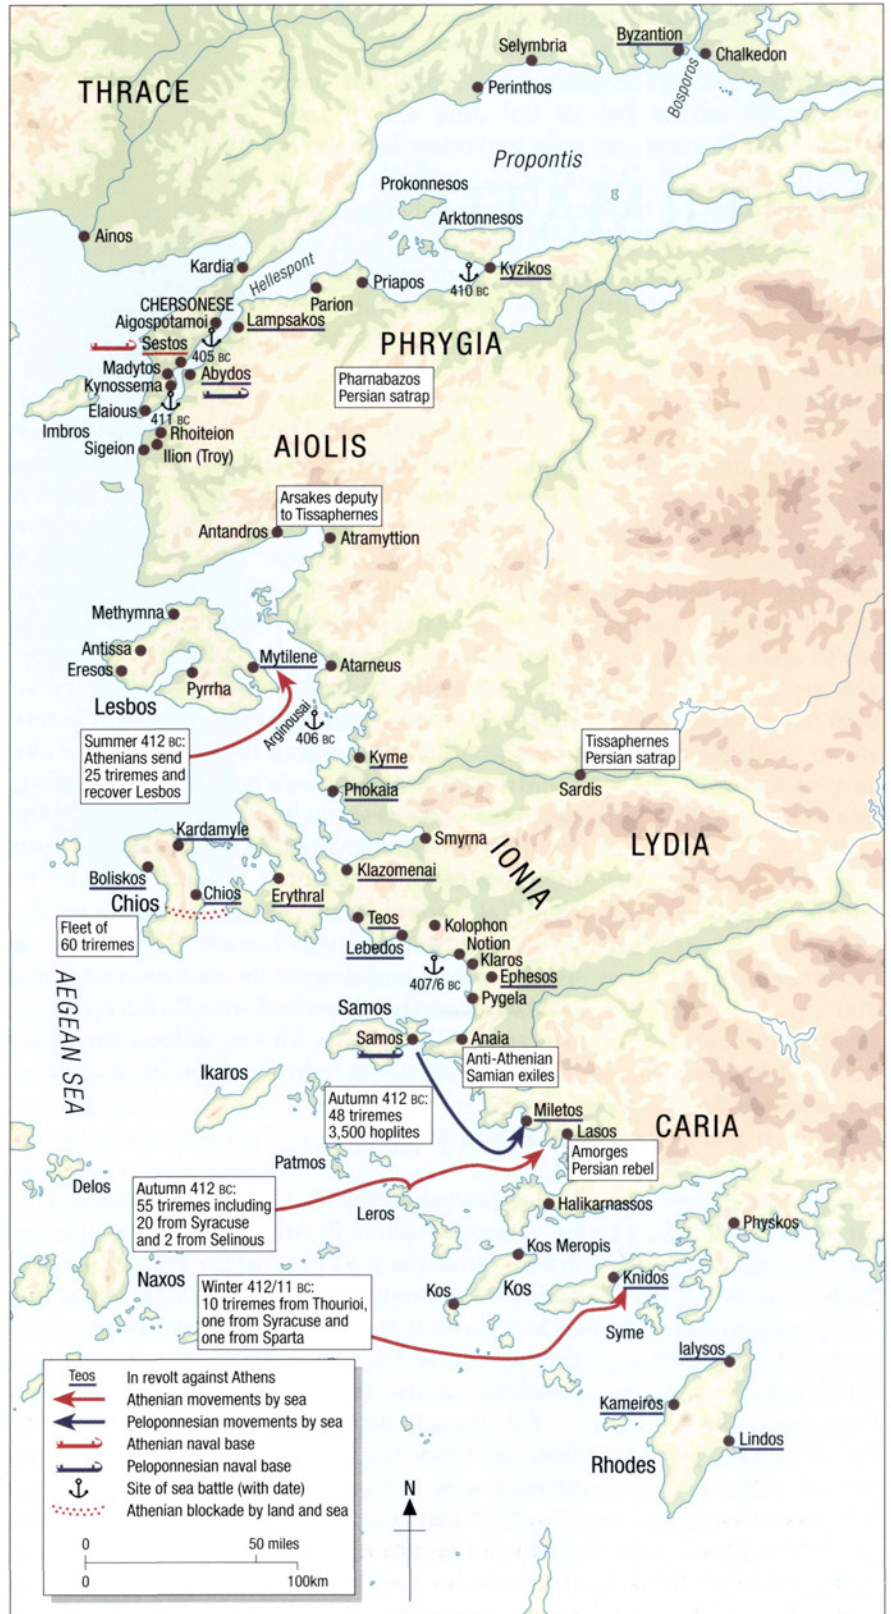 Byzantion
Selymbria
Chalkedon
Bosporos
Perinthos
THRACE
Propontis
Prokonnesos
Arktonnesos
Ainos
Kardia
Hellespont
Kyzikos
410 BC
Priapos
Parion
CHERSONESE
Aigospotamoi
Lampsakos
Sestos
405 BC
PHRYGIA
Madytos
Abydos
Kynossema
Pharnabazos
Persian satrap
Elaious
411 BC
Imbros
Rhoiteion
Sigeion
Ilion (Troy)
AIOLIS
Arsakes deputy
to Tissaphernes
Antandros
Atramyttion
Methymna
Antissa
Eresos
Mytilene
Atarneus
Pyrrha
Lesbos
Arginousai
406 BC
Summer 412 BC:
Athenians send
25 triremes and
recover Lesbos
Kyme
Tissaphernes
Persian satrap
Sardis
Phokaia
Kardamyle
Smyrna
LYDIA
IONIA
Boliskos
Klazomenai
Chios
Chios
Erythral
Fleet of
60 triremes
Teos
Kolophon
Lebedos
Notion
Klaros
407/6 BC
Ephesos
Pygela
AEGEAN SEA
Samos
Samos
Anaia
Anti-Athenian
Samian exiles
Ikaros
Autumn 412 BC:
48 triremes
3,500 hoplites
Miletos
CARIA
Lasos
Amorges
Persian rebel
Patmos
Delos
Autumn 412 BC:
55 triremes including
20 from Syracuse
and 2 from Selinous
Leros
Halikarnassos
Physkos
Kos Meropis
Naxos
Kos
Kos
Knidos
Winter 412/11 BC:
10 triremes from Thourioi,
one from Syracuse and
one from Sparta
Syme
Ialysos
Kameiros
Lindos
Rhodes
Teos In revolt against Athens
Athenian movements by sea
Peloponnesian movements by sea
Athenian naval base
Peloponnesian naval base
Site of sea battle (with date)
Athenian blockade by land and sea
N
0 50 miles
0 100km